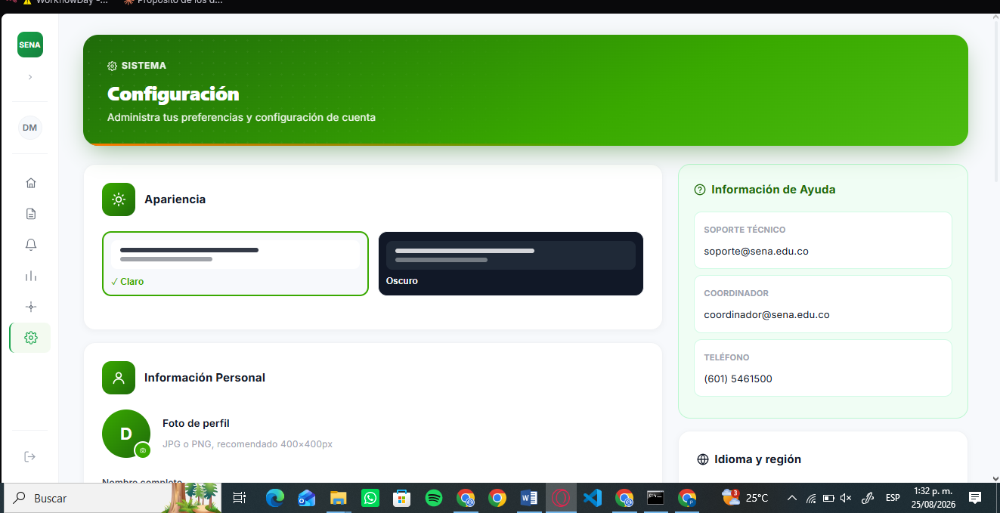 WorkflowDay -...
Propósito de los d...
SENA
DM
SISTEMA
Configuración
Administra tus preferencias y configuración de cuenta
Apariencia
✓ Claro
Oscuro
Información Personal
D
Foto de perfil
JPG o PNG, recomendado 400×400px
Nombre completo
Información de Ayuda
SOPORTE TÉCNICO
soporte@sena.edu.co
COORDINADOR
coordinador@sena.edu.co
TELÉFONO
(601) 5461500
Idioma y región
Buscar
3
25°C
ESP
1:32 p. m.
25/08/2026